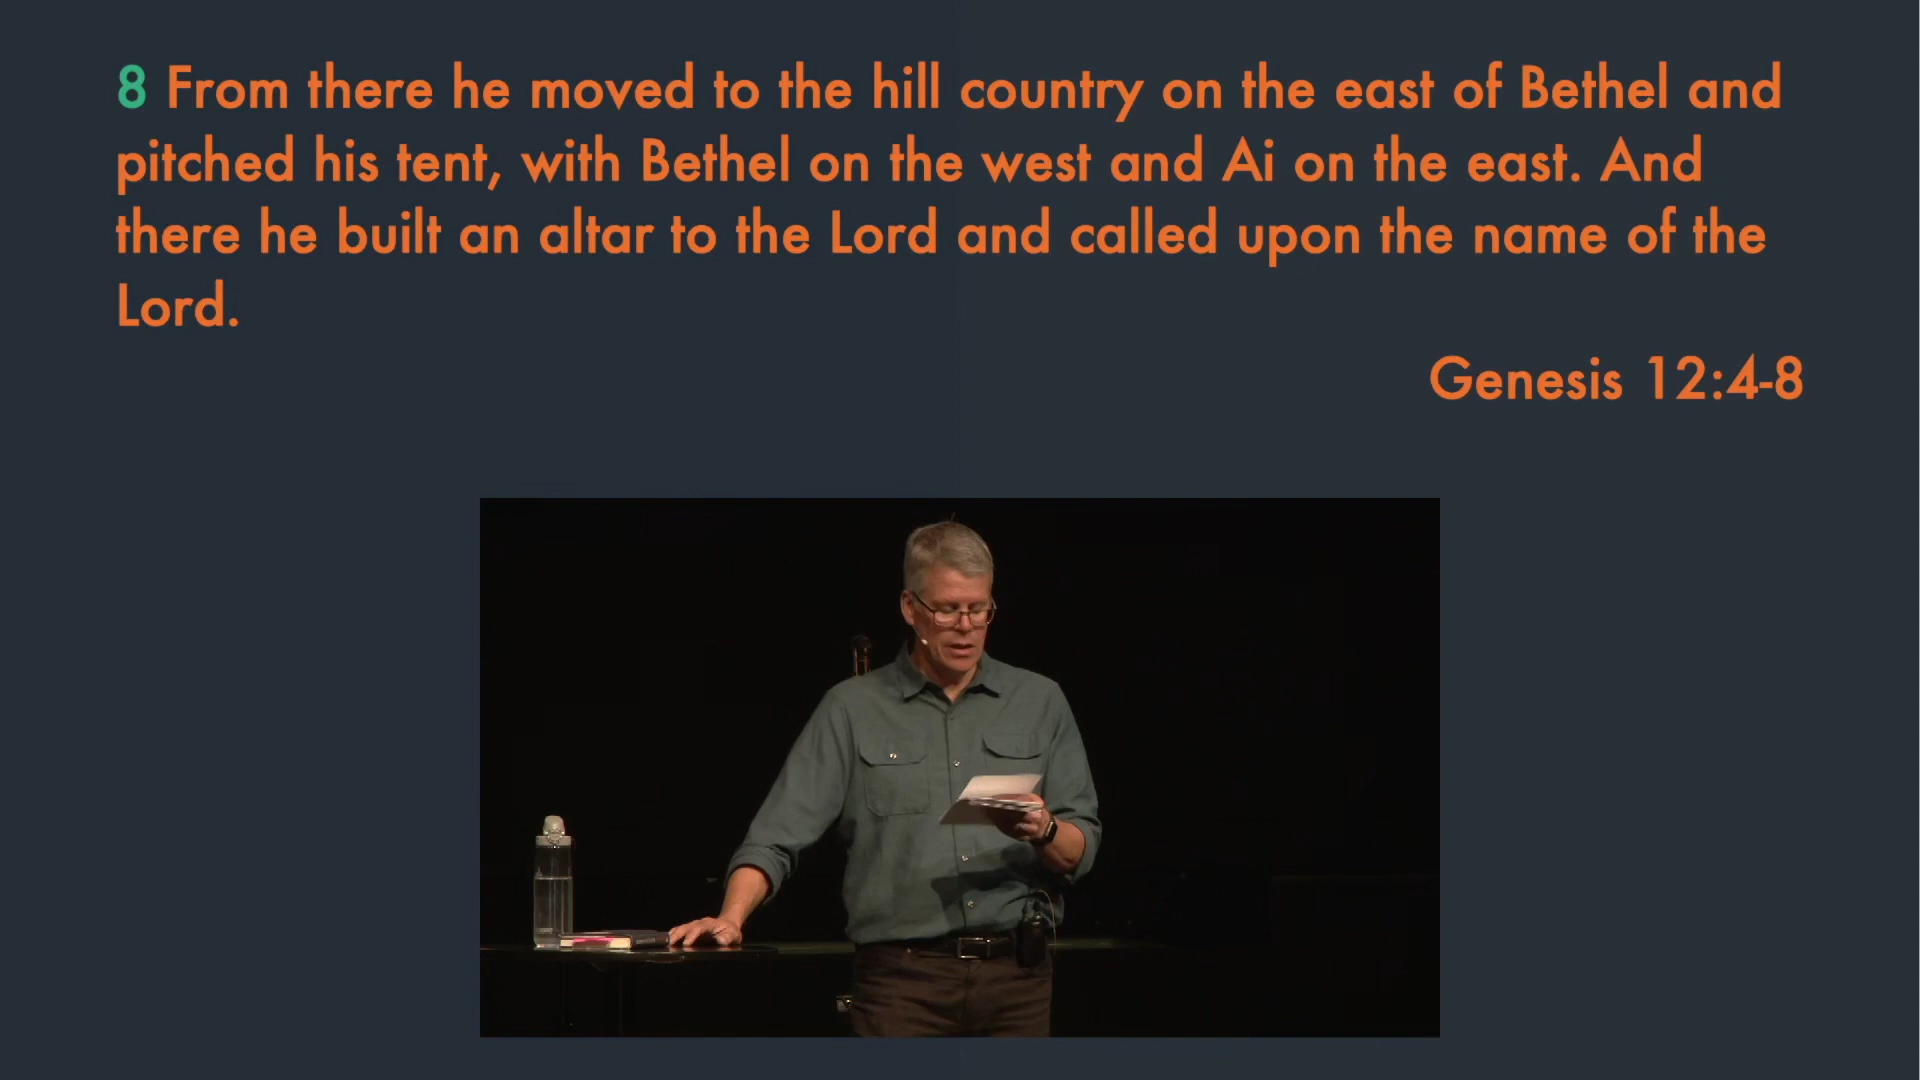 8 From there he moved to the hill country on the east of Bethel and
pitched his tent, with Bethel on the west and Ai on the east. And
there he built an altar to the Lord and called upon the name of the
Lord.
Genesis 12:4-8